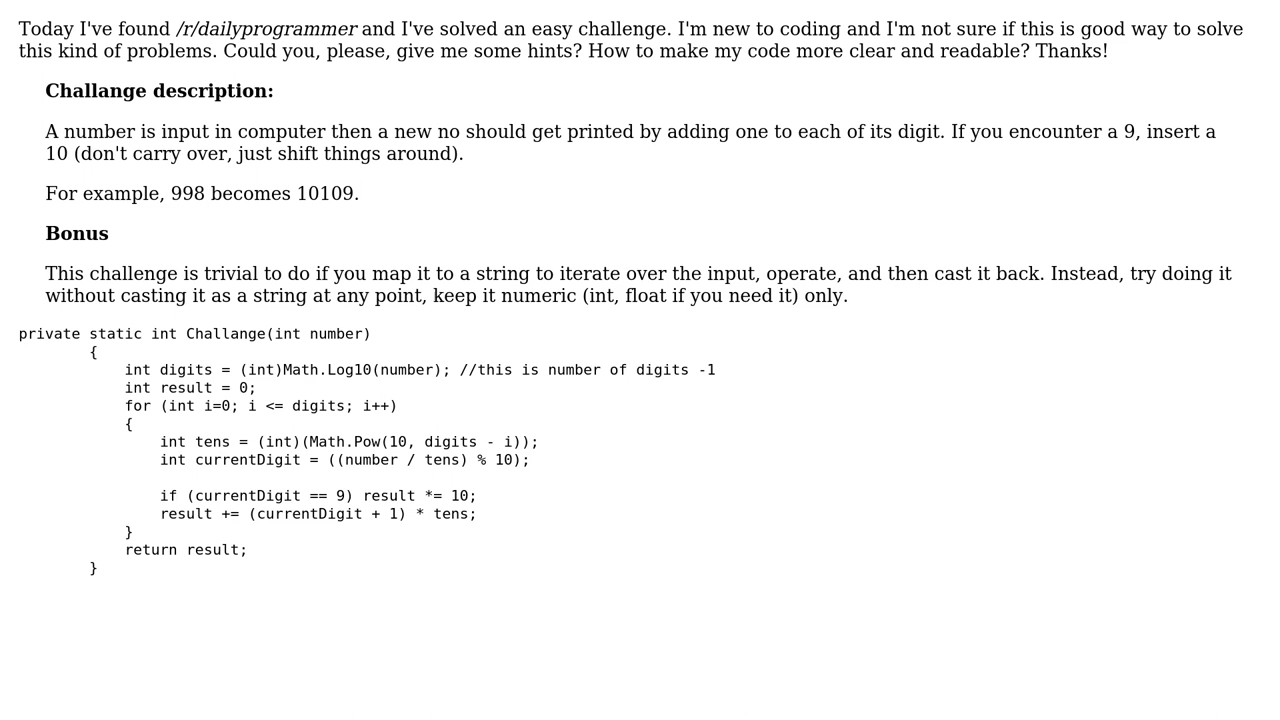 Today I've found /r/dailyprogrammer and I've solved an easy challenge. I'm new to coding and I'm not sure if this is good way to solve
this kind of problems. Could you, please, give me some hints? How to make my code more clear and readable? Thanks!
Challange description:
A number is input in computer then a new no should get printed by adding one to each of its digit. If you encounter a 9, insert a
10 (don't carry over, just shift things around).
For example, 998 becomes 10109.
Bonus
This challenge is trivial to do if you map it to a string to iterate over the input, operate, and then cast it back. Instead, try doing it
without casting it as a string at any point, keep it numeric (int, float if you need it) only.
private static int Challange(int number)
        {
            int digits = (int)Math.Log10(number); //this is number of digits -1
            int result = 0;
            for (int i=0; i <= digits; i++)
            {
                int tens = (int)(Math.Pow(10, digits - i));
                int currentDigit = ((number / tens) % 10);
                if (currentDigit == 9) result *= 10;
                result += (currentDigit + 1) * tens;
            }
            return result;
        }